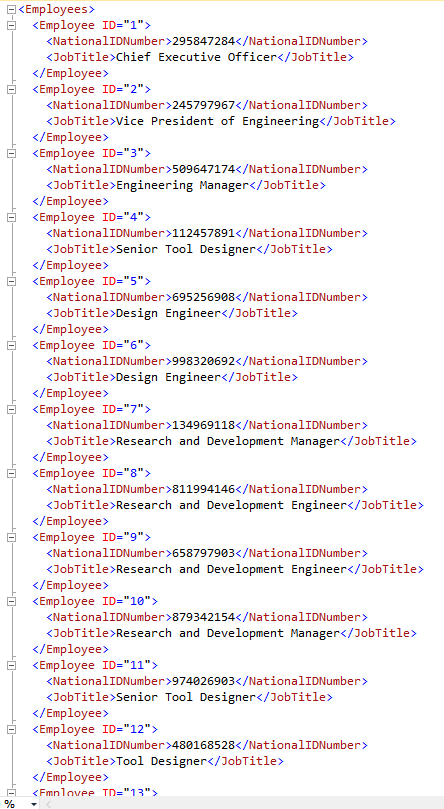 <Employees>
<Employee ID="1">
<NationalIDNumber>295847284</NationalIDNumber>
<JobTitle>Chief Executive Officer</JobTitle>
</Employee>
<Employee ID="2">
<NationalIDNumber>245797967</NationalIDNumber>
<JobTitle>Vice President of Engineering</JobTitle>
</Employee>
<Employee ID="3">
<NationalIDNumber>509647174</NationalIDNumber>
<JobTitle>Engineering Manager</JobTitle>
</Employee>
<Employee ID="4">
<NationalIDNumber>112457891</NationalIDNumber>
<JobTitle>Senior Tool Designer</JobTitle>
</Employee>
<Employee ID="5">
<NationalIDNumber>695256908</NationalIDNumber>
<JobTitle>Design Engineer</JobTitle>
</Employee>
<Employee ID="6">
<NationalIDNumber>998320692</NationalIDNumber>
<JobTitle>Design Engineer</JobTitle>
</Employee>
<Employee ID="7">
<NationalIDNumber>134969118</NationalIDNumber>
<JobTitle>Research and Development Manager</JobTitle>
</Employee>
<Employee ID="8">
<NationalIDNumber>811994146</NationalIDNumber>
<JobTitle>Research and Development Engineer</JobTitle>
</Employee>
<Employee ID="9">
<NationalIDNumber>658797903</NationalIDNumber>
<JobTitle>Research and Development Engineer</JobTitle>
</Employee>
<Employee ID="10">
<NationalIDNumber>879342154</NationalIDNumber>
<JobTitle>Research and Development Manager</JobTitle>
</Employee>
<Employee ID="11">
<NationalIDNumber>974026903</NationalIDNumber>
<JobTitle>Senior Tool Designer</JobTitle>
</Employee>
<Employee ID="12">
<NationalIDNumber>480168528</NationalIDNumber>
<JobTitle>Tool Designer</JobTitle>
</Employee>
<Employee ID="13">
%